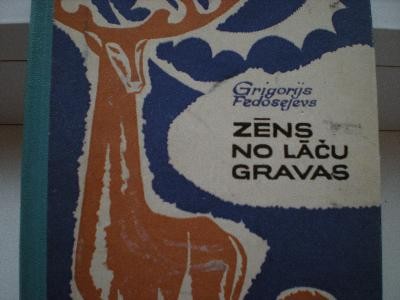 Grigorijs
Fedosejevs
ZĒNS
NO LĀČU
GRAVAS